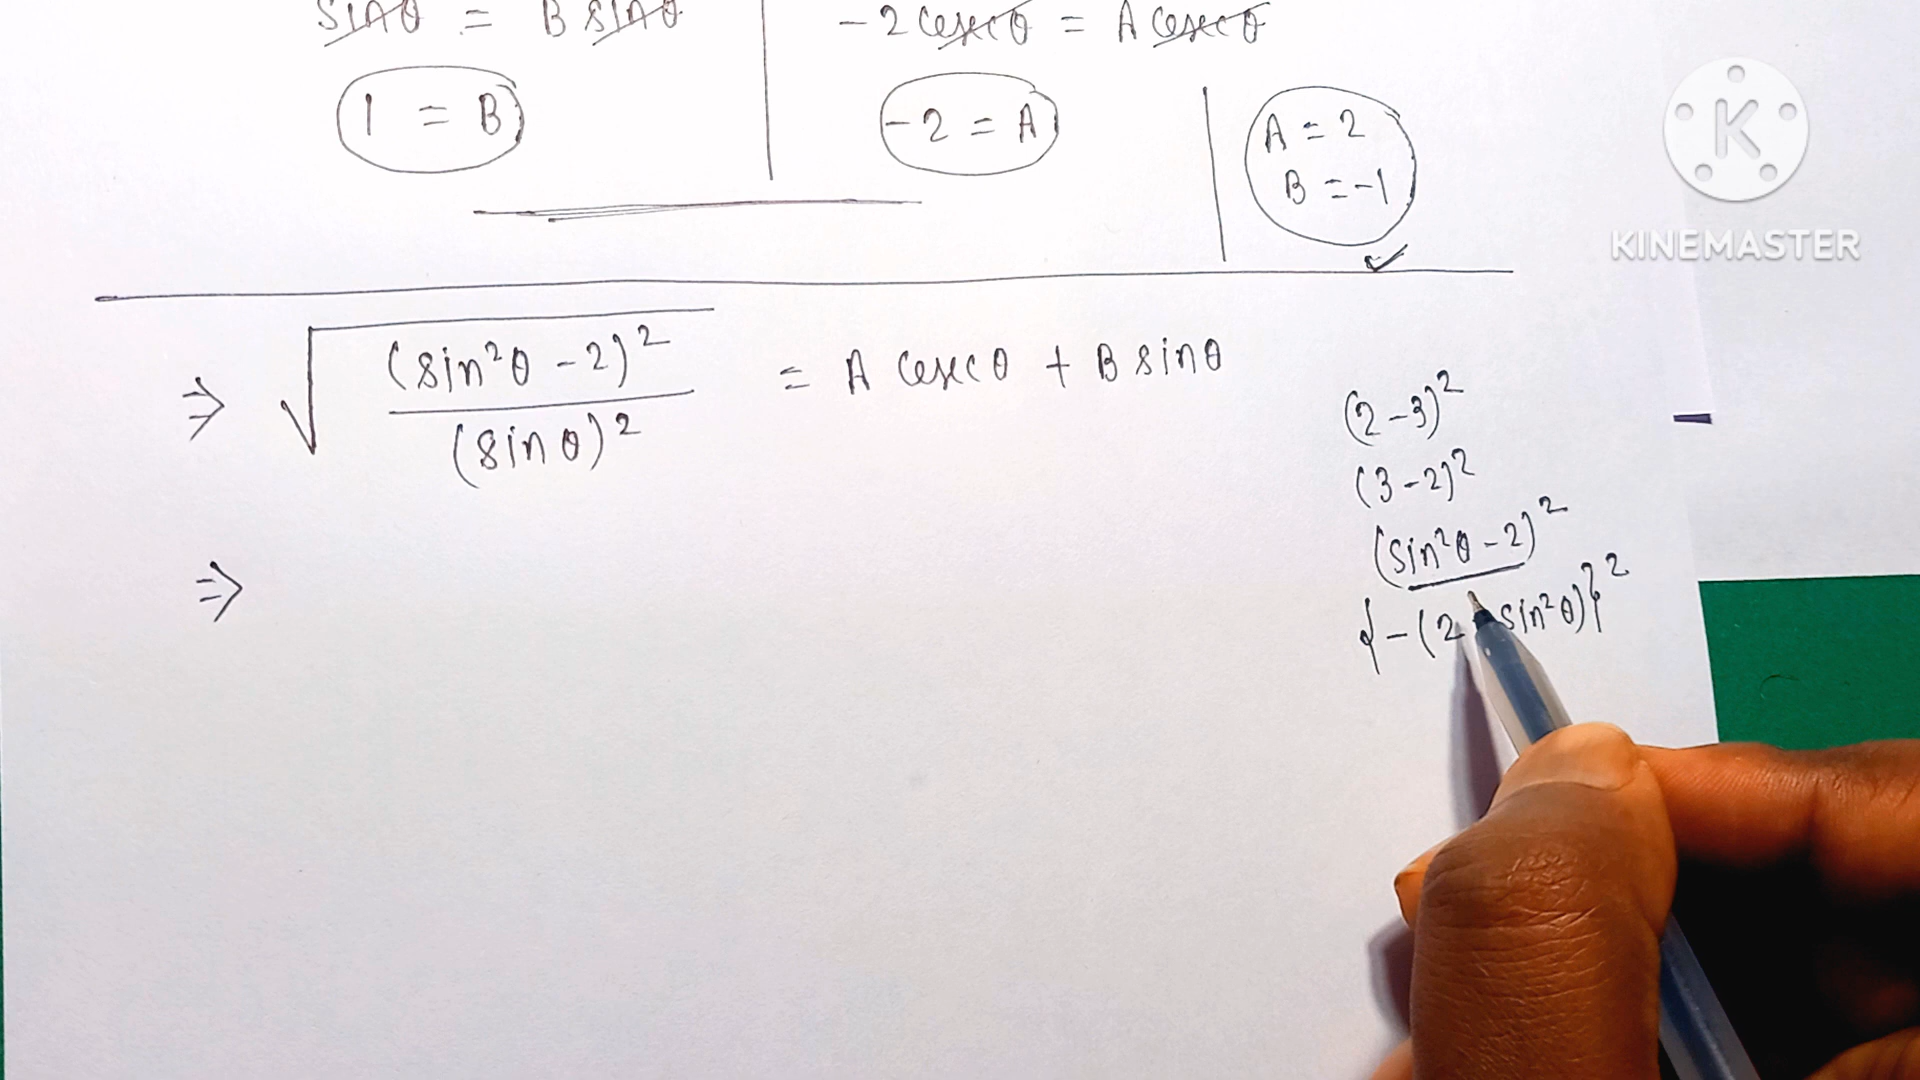 sinθ = B sinθ
-2 cosecθ = A cosecθ
1 = B
-2 = A
A = 2
B = -1
KINEMASTER
⇒ √((sin²θ - 2)² / (sin θ)²) = A cosecθ + B sinθ
(2 - 3)²
(3 - 2)²
(sin²θ - 2)²
{-(2 sin²θ)}²
⇒